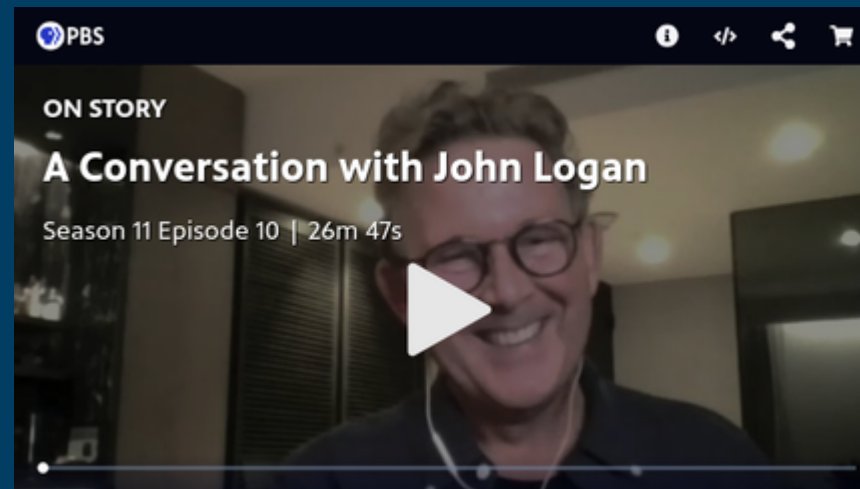 PBS
ON STORY
A Conversation with John Logan
Season 11 Episode 10 | 26m 47s